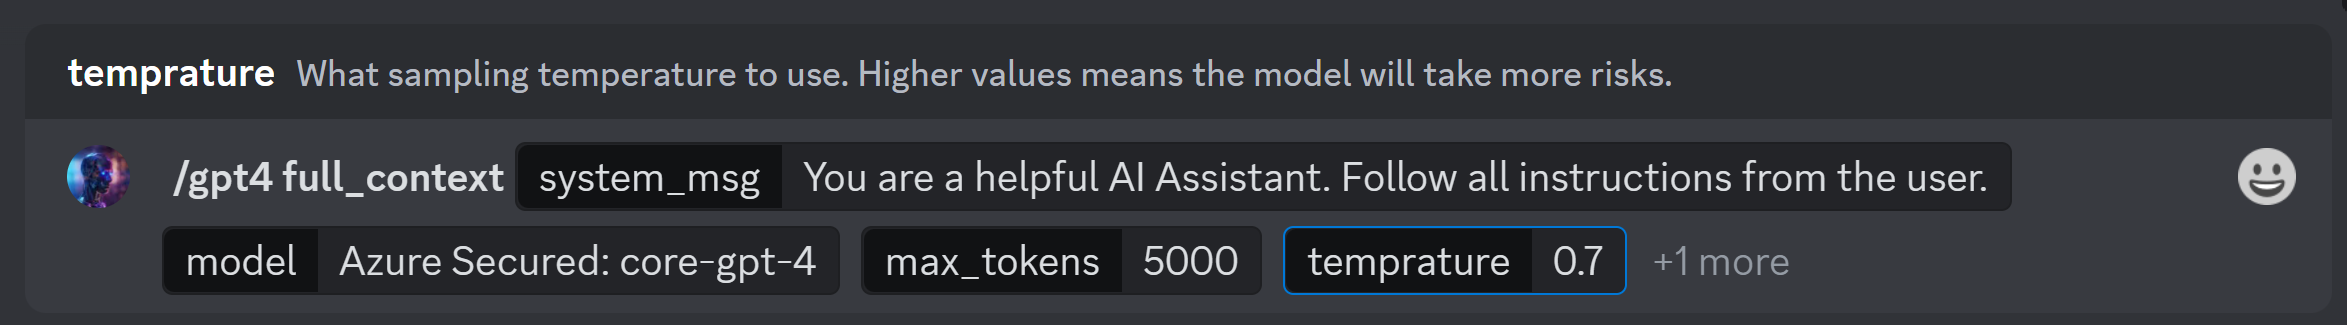 temprature What sampling temperature to use. Higher values means the model will take more risks.
/gpt4 full_context system_msg You are a helpful AI Assistant. Follow all instructions from the user.
model Azure Secured: core-gpt-4 max_tokens 5000 temprature 0.7 +1 more